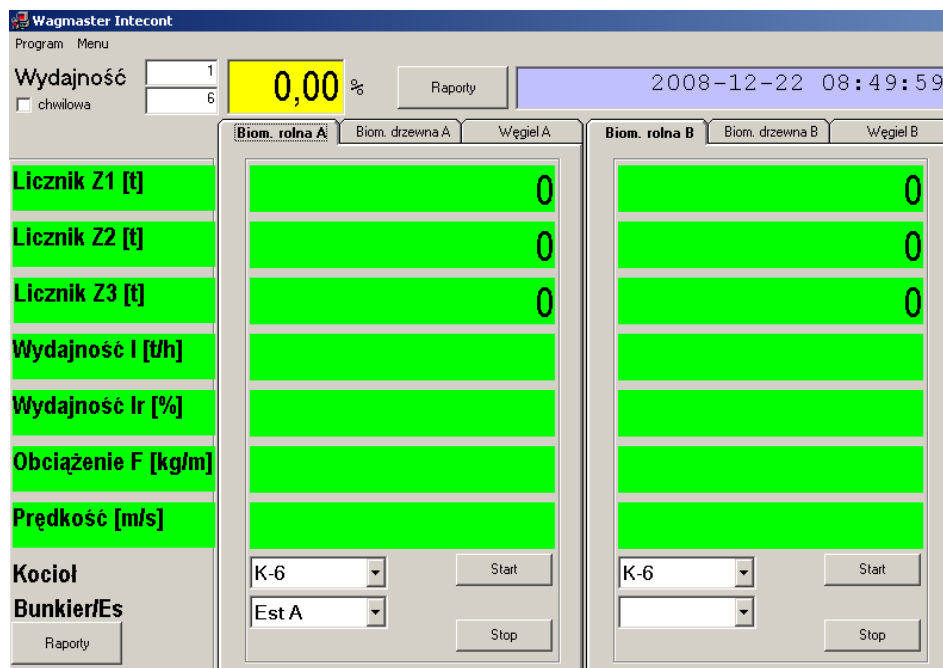 Wagmaster Intecont
Program Menu
Wydajność 1
chwilowa 6
0,00 %
Raporty
2008-12-22 08:49:59
Biom. rolna A Biom. drzewna A Węgiel A
Biom. rolna B Biom. drzewna B Węgiel B
Licznik Z1 [t] 0 0
Licznik Z2 [t] 0 0
Licznik Z3 [t] 0 0
Wydajność I [t/h]
Wydajność Ir [%]
Obciążenie F [kg/m]
Prędkość [m/s]
Kocioł K-6 Start K-6 Start
Bunkier/Es Est A
Raporty Stop Stop